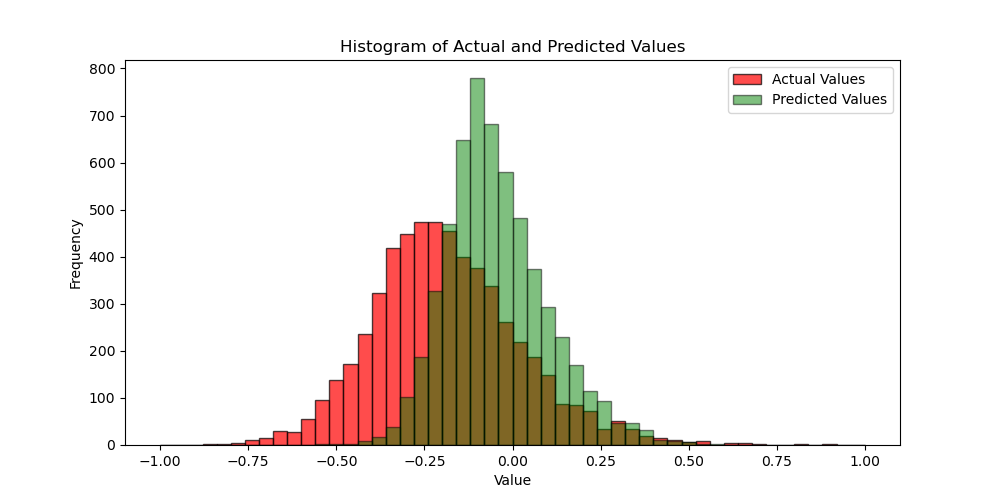 Histogram of Actual and Predicted Values
Actual Values
Predicted Values
800
700
600
500
400
300
200
100
0
Frequency
−1.00 −0.75 −0.50 −0.25 0.00 0.25 0.50 0.75 1.00
Value